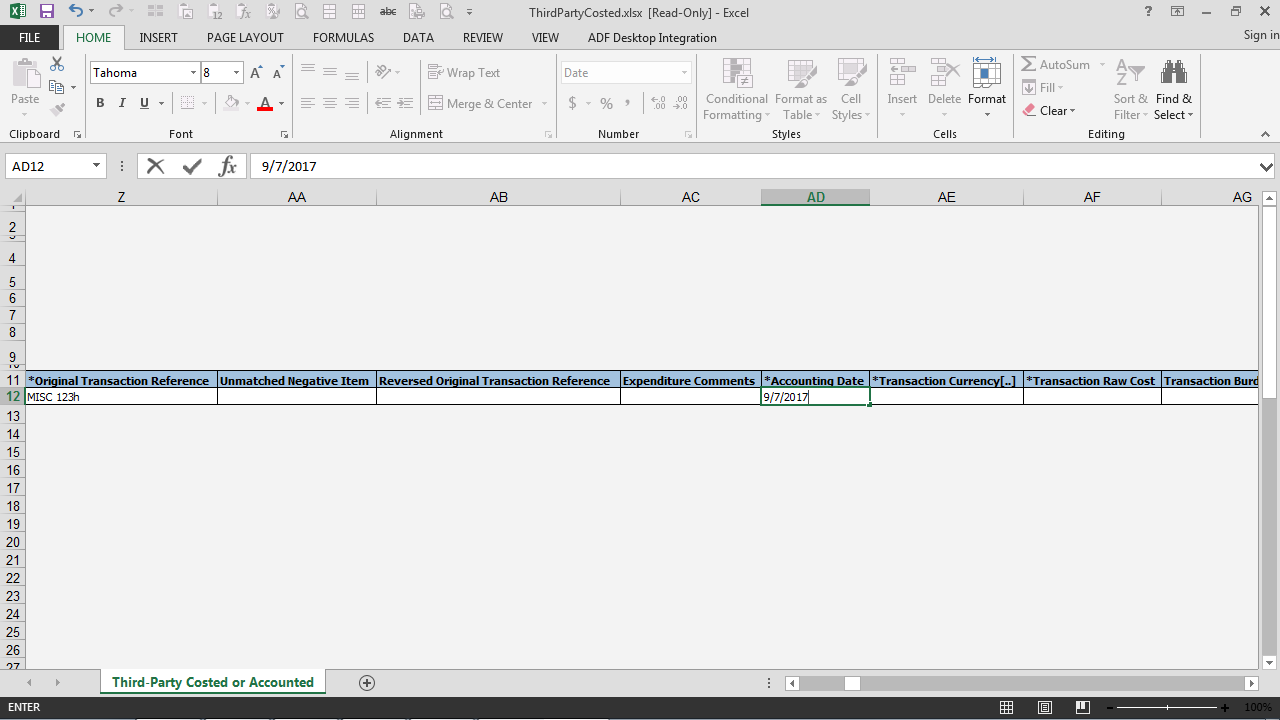 ThirdPartyCosted.xlsx [Read-Only] - Excel
FILE HOME INSERT PAGE LAYOUT FORMULAS DATA REVIEW VIEW ADF Desktop Integration Sign in
Paste
Tahoma 8
B I U A
Wrap Text
Merge & Center
Date
$ % ,
Conditional Formatting
Format as Table
Cell Styles
Insert Delete Format
AutoSum
Fill
Clear
Sort & Filter
Find & Select
Clipboard Font Alignment Number Styles Cells Editing
AD12 fx 9/7/2017
Z AA AB AC AD AE AF AG
1
2
3
4
5
6
7
8
9
10
11 *Original Transaction Reference Unmatched Negative Item Reversed Original Transaction Reference Expenditure Comments *Accounting Date *Transaction Currency[..] *Transaction Raw Cost Transaction Burd
12 MISC 123h 9/7/2017
13
14
15
16
17
18
19
20
21
22
23
24
25
26
27
Third-Party Costed or Accounted
ENTER 100%